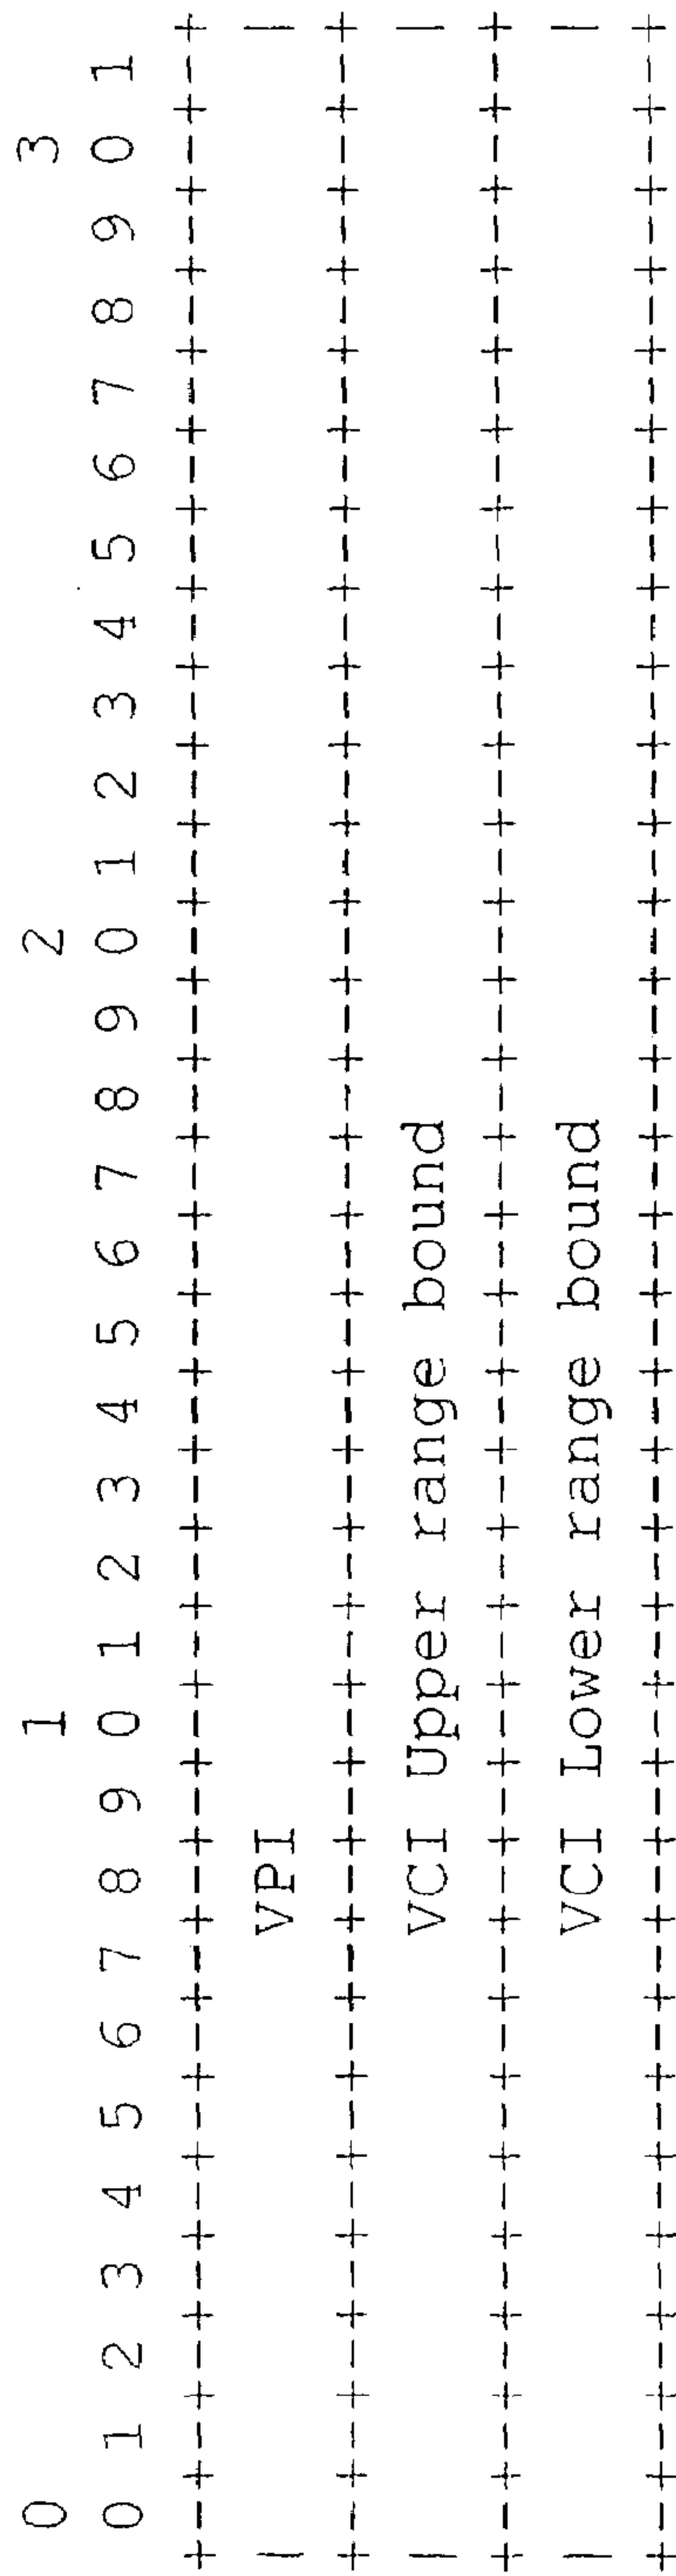 0                   1                   2                   3
0 1 2 3 4 5 6 7 8 9 0 1 2 3 4 5 6 7 8 9 0 1 2 3 4 5 6 7 8 9 0 1
+-+-+-+-+-+-+-+-+-+-+-+-+-+-+-+-+-+-+-+-+-+-+-+-+-+-+-+-+-+-+-+-+
|               VPI                                             |
+-+-+-+-+-+-+-+-+-+-+-+-+-+-+-+-+-+-+-+-+-+-+-+-+-+-+-+-+-+-+-+-+
|               VCI Upper range bound                           |
+-+-+-+-+-+-+-+-+-+-+-+-+-+-+-+-+-+-+-+-+-+-+-+-+-+-+-+-+-+-+-+-+
|               VCI Lower range bound                           |
+-+-+-+-+-+-+-+-+-+-+-+-+-+-+-+-+-+-+-+-+-+-+-+-+-+-+-+-+-+-+-+-+